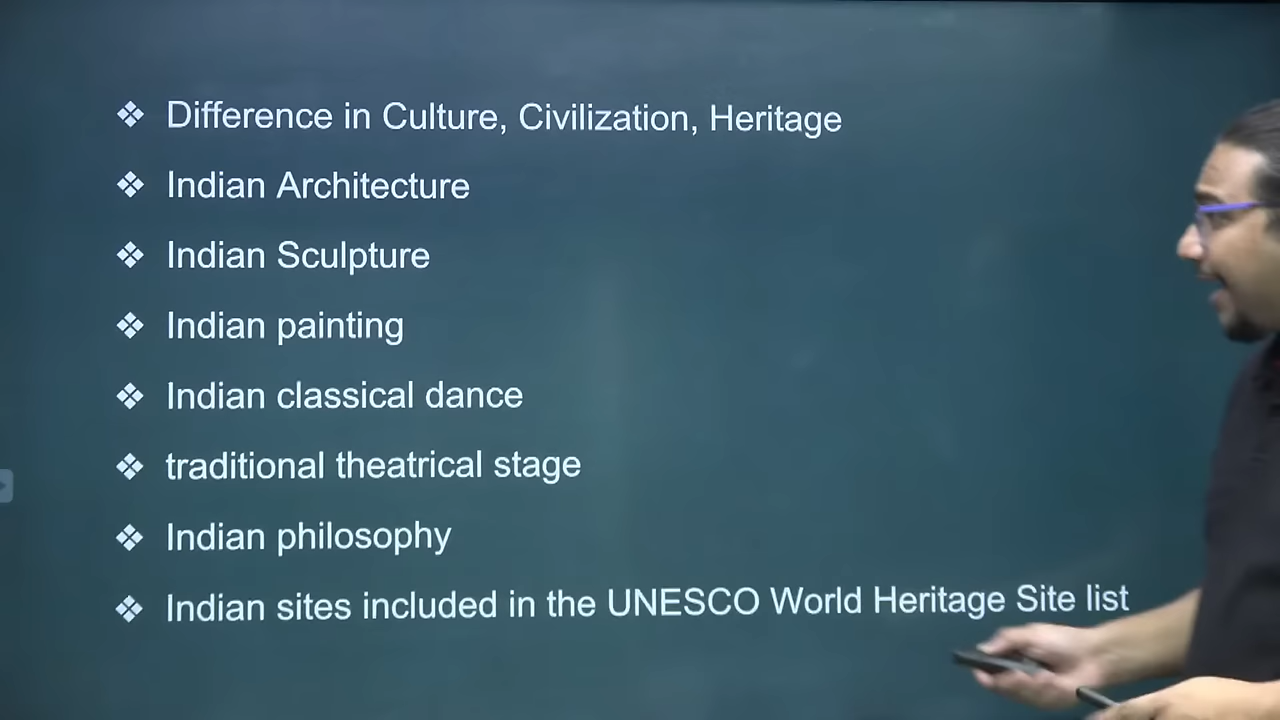 ❖ Difference in Culture, Civilization, Heritage
❖ Indian Architecture
❖ Indian Sculpture
❖ Indian painting
❖ Indian classical dance
❖ traditional theatrical stage
❖ Indian philosophy
❖ Indian sites included in the UNESCO World Heritage Site list